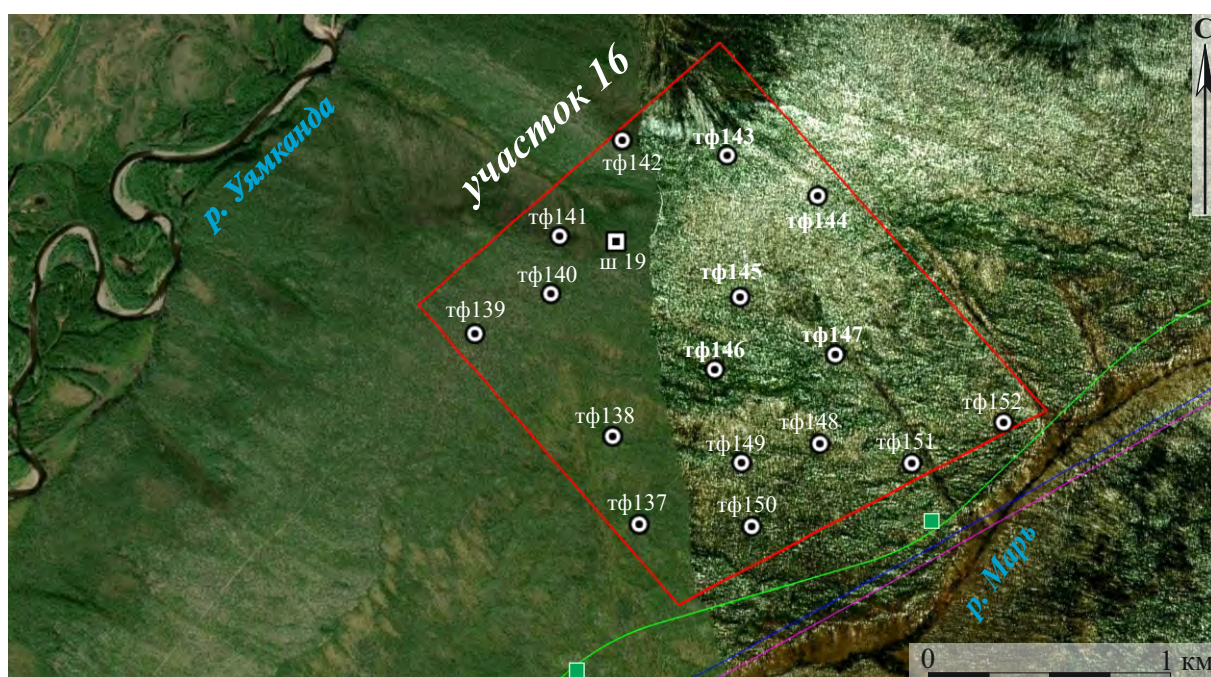 С
участок 16
р. Уямканда
тф143
тф142
тф144
тф141
ш 19
тф140
тф145
тф139
тф147
тф146
тф152
тф138
тф148
тф149
тф151
тф137
тф150
р. Марь
0 1 км